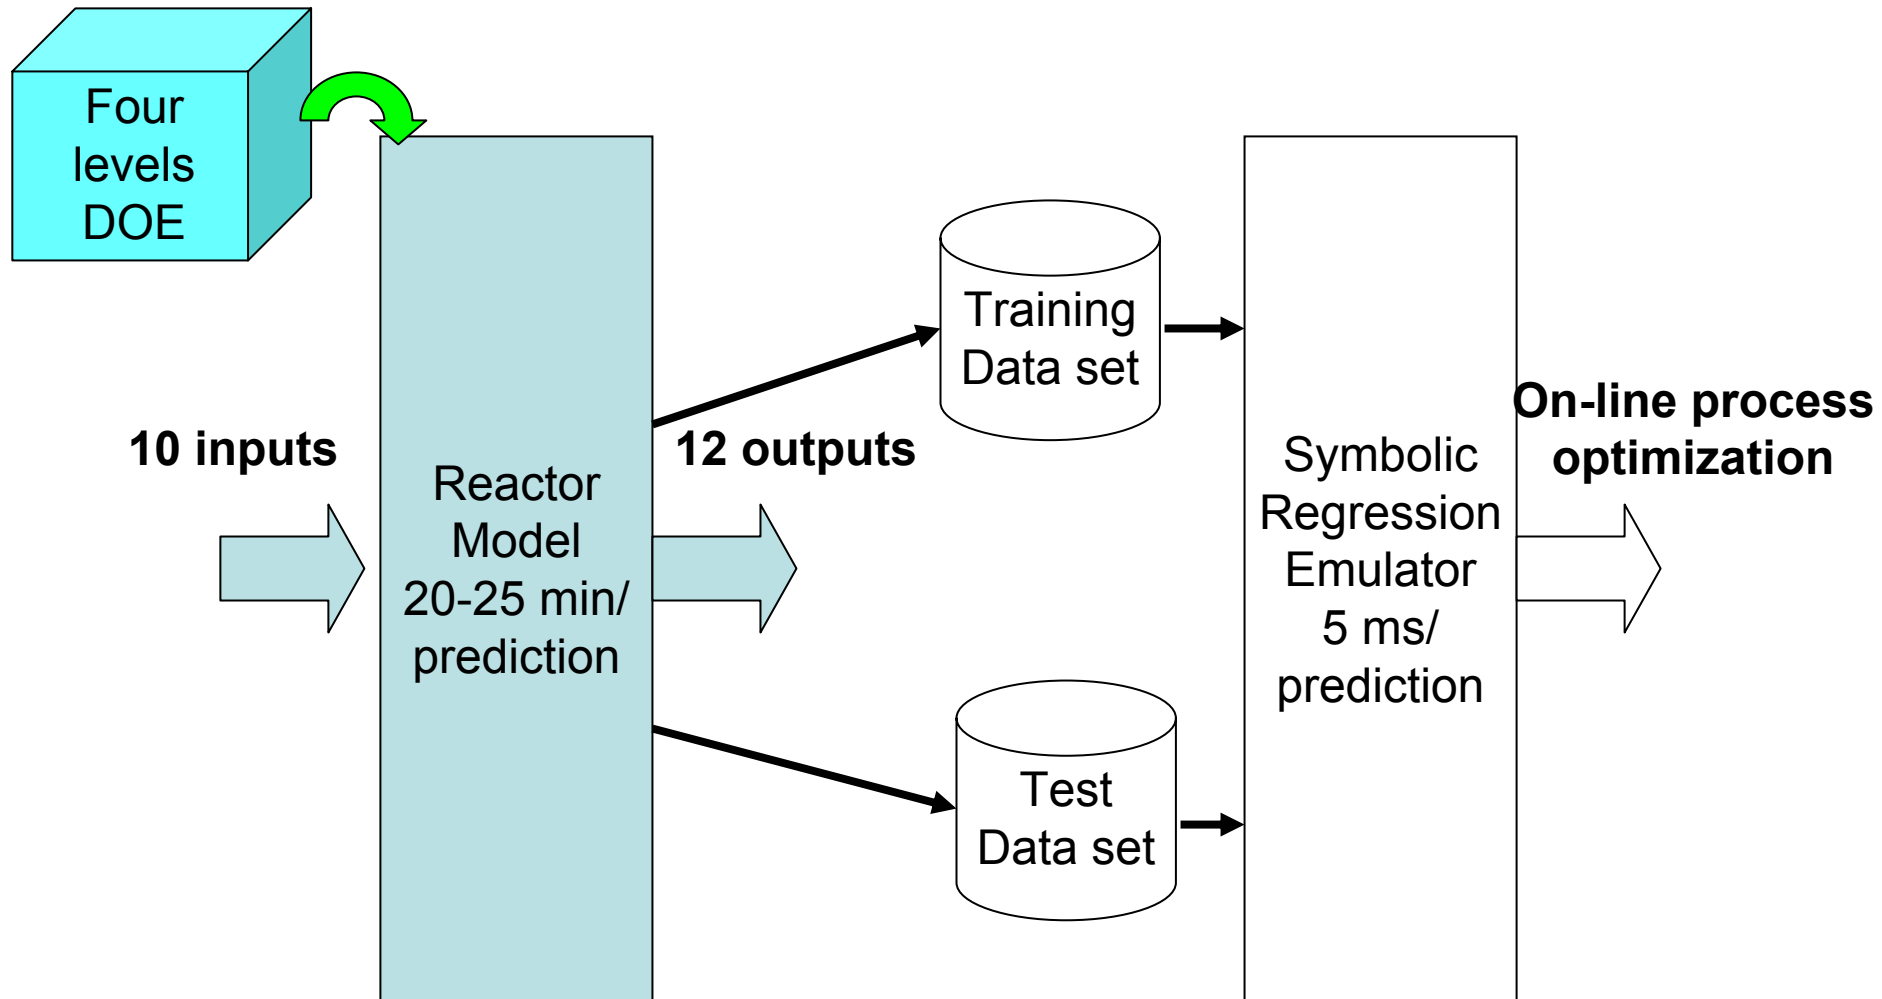 Four
levels
DOE
10 inputs
Reactor
Model
20-25 min/
prediction
12 outputs
Training
Data set
Test
Data set
Symbolic
Regression
Emulator
5 ms/
prediction
On-line process
optimization